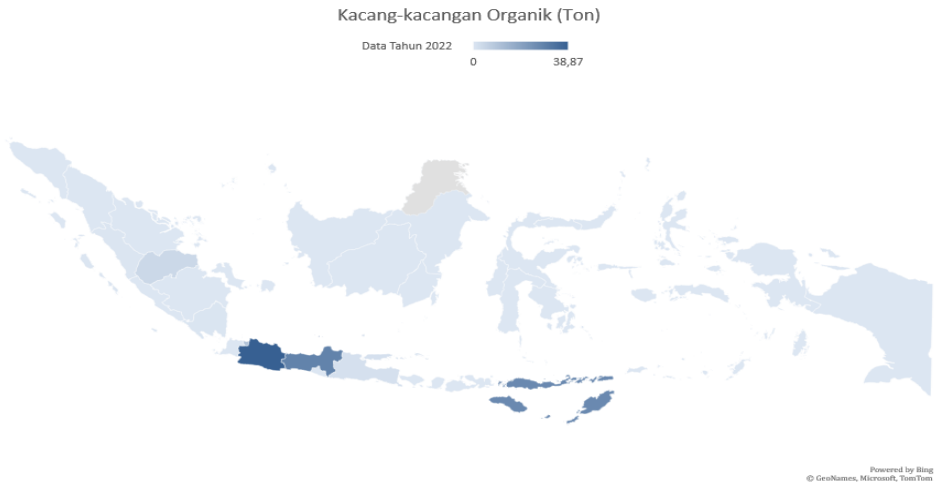 Kacang-kacangan Organik (Ton)
Data Tahun 2022
0 38,87
Powered by Bing
© GeoNames, Microsoft, TomTom